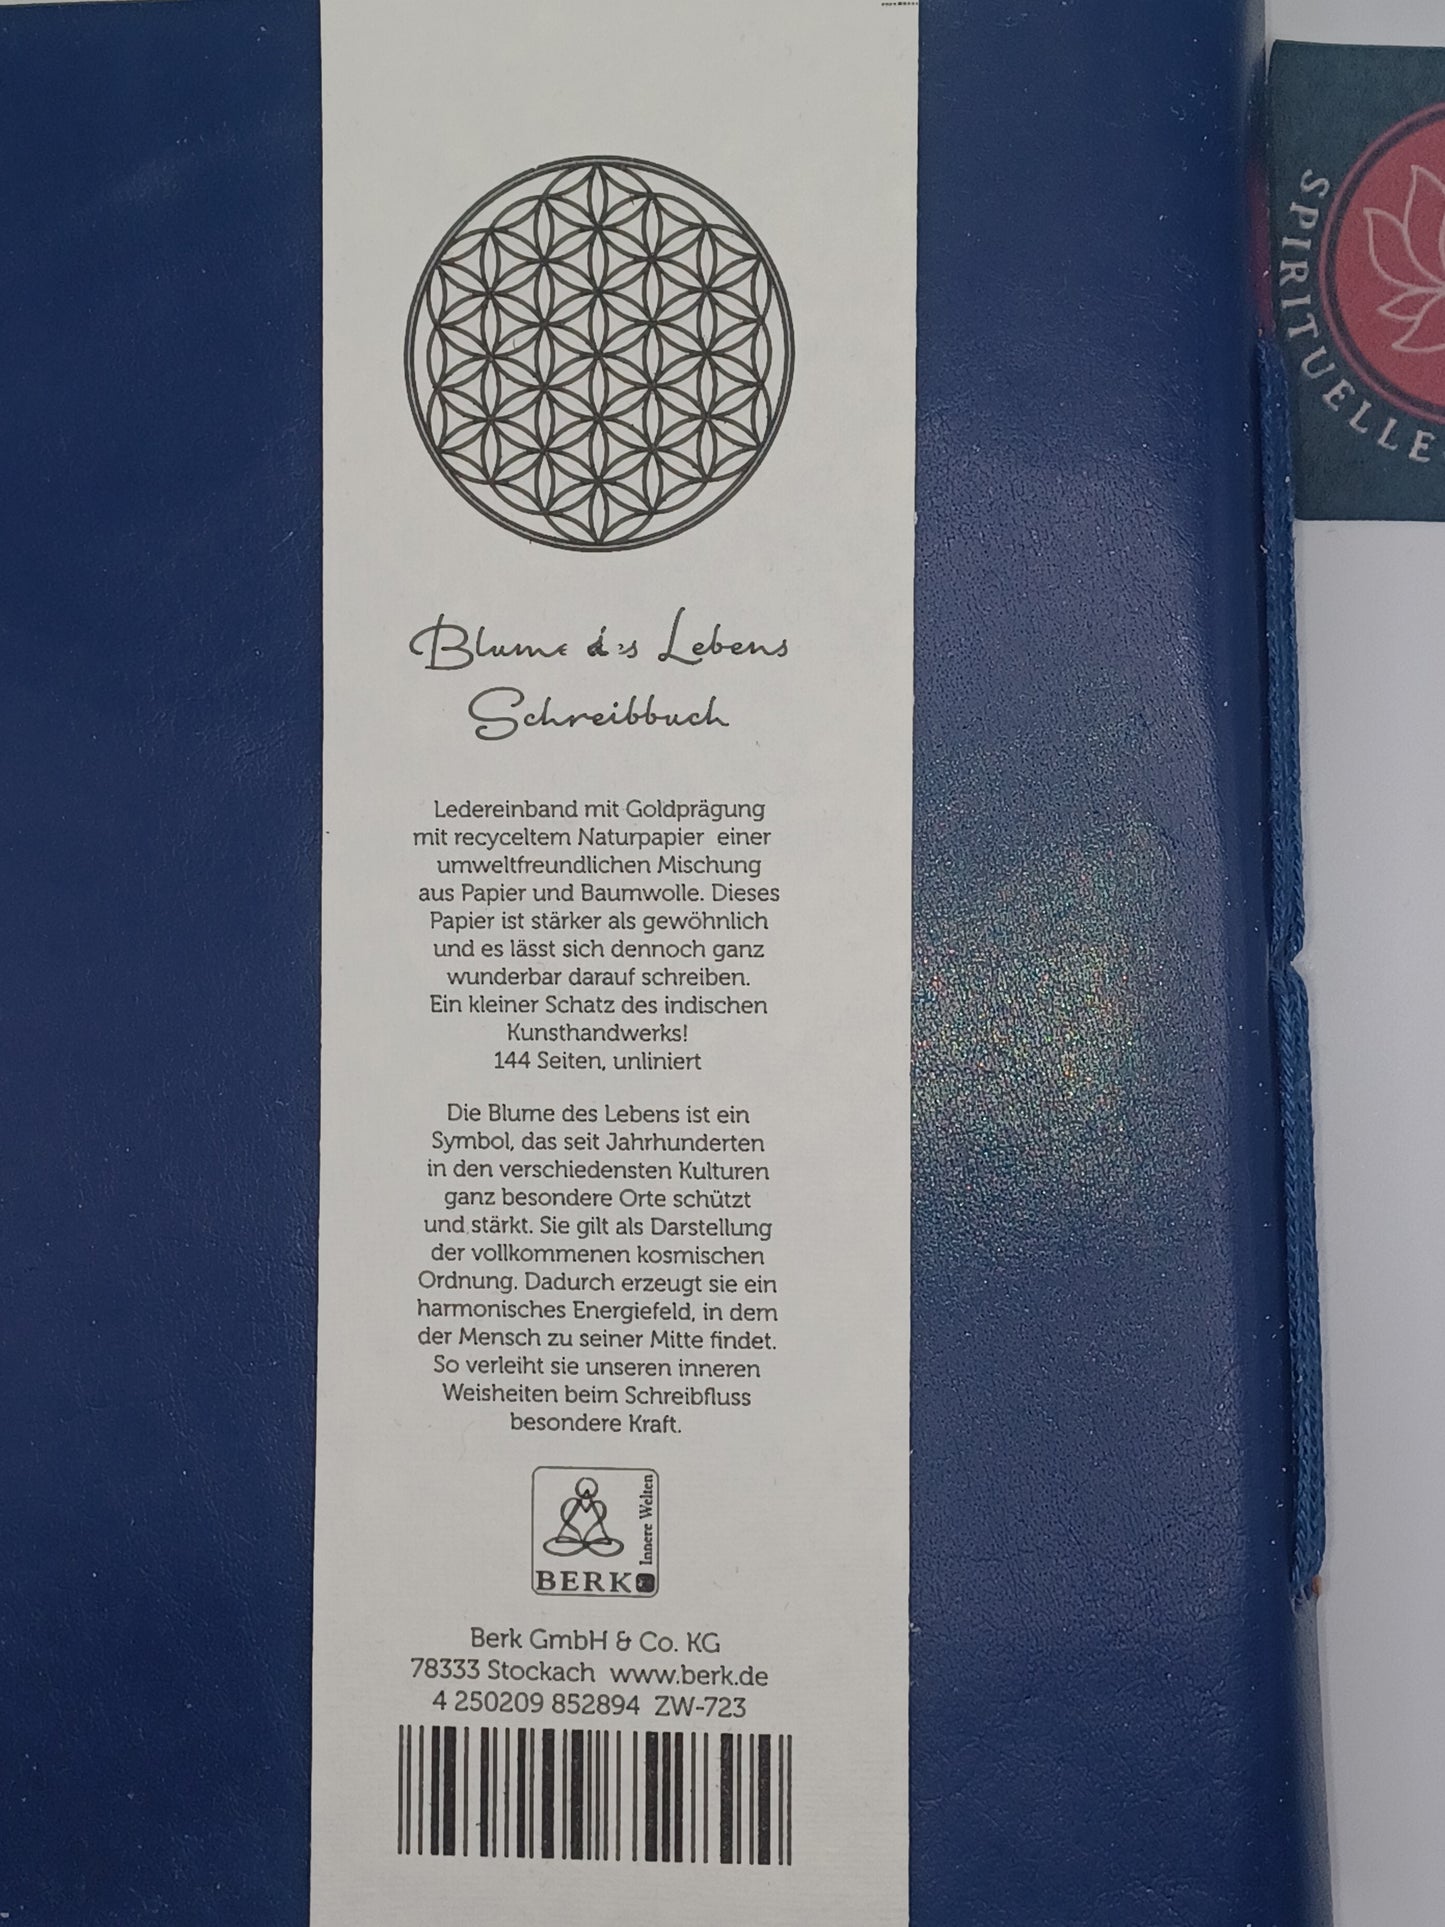 SPIRITUELLE
Blume des Lebens
Schreibbuch
Ledereinband mit Goldprägung
mit recyceltem Naturpapier einer
umweltfreundlichen Mischung
aus Papier und Baumwolle. Dieses
Papier ist stärker als gewöhnlich
und es lässt sich dennoch ganz
wunderbar darauf schreiben.
Ein kleiner Schatz des indischen
Kunsthandwerks!
144 Seiten, unliniert
Die Blume des Lebens ist ein
Symbol, das seit Jahrhunderten
in den verschiedensten Kulturen
ganz besondere Orte schützt
und stärkt. Sie gilt als Darstellung
der vollkommenen kosmischen
Ordnung. Dadurch erzeugt sie ein
harmonisches Energiefeld, in dem
der Mensch zu seiner Mitte findet.
So verleiht sie unseren inneren
Weisheiten beim Schreibfluss
besondere Kraft.
Innere Welten
BERK
Berk GmbH & Co. KG
78333 Stockach www.berk.de
4 250209 852894 ZW-723